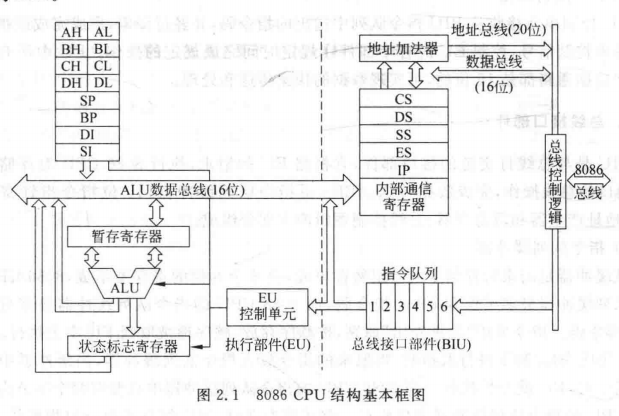 AH AL
BH BL
CH CL
DH DL
SP
BP
DI
SI
ALU数据总线(16位)
暂存寄存器
ALU
状态标志寄存器
EU
控制单元
执行部件(EU)
地址加法器
地址总线(20位)
数据总线
(16位)
CS
DS
SS
ES
IP
内部通信
寄存器
总线控制逻辑
8086
总线
指令队列
1 2 3 4 5 6
总线接口部件(BIU)
图 2.1 8086 CPU 结构基本框图